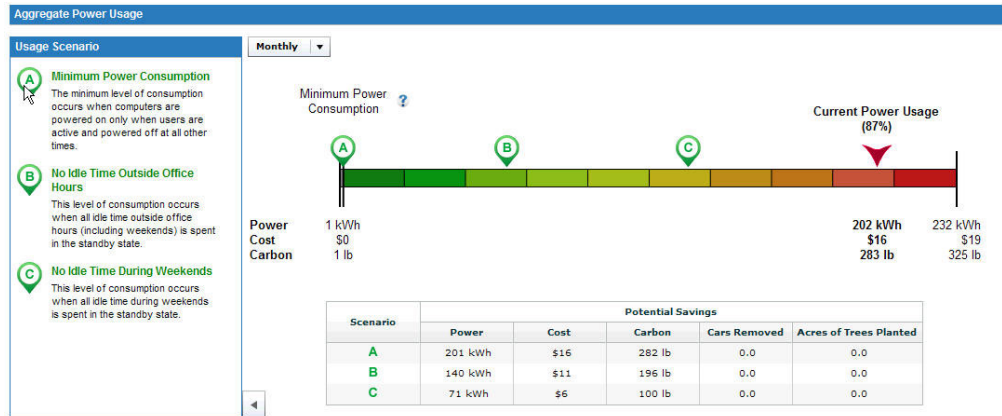 Aggregate Power Usage
Usage Scenario
A
Minimum Power Consumption
The minimum level of consumption
occurs when computers are
powered on only when users are
active and powered off at all other
times.
B
No Idle Time Outside Office
Hours
This level of consumption occurs
when all idle time outside office
hours (including weekends) is spent
in the standby state.
C
No Idle Time During Weekends
This level of consumption occurs
when all idle time during weekends
is spent in the standby state.
Monthly
Minimum Power
Consumption
?
Current Power Usage
(87%)
A B C
Power 1 kWh 202 kWh 232 kWh
Cost $0 $16 $19
Carbon 1 lb 283 lb 325 lb
Scenario Potential Savings
Power Cost Carbon Cars Removed Acres of Trees Planted
A 201 kWh $16 282 lb 0.0 0.0
B 140 kWh $11 196 lb 0.0 0.0
C 71 kWh $6 100 lb 0.0 0.0